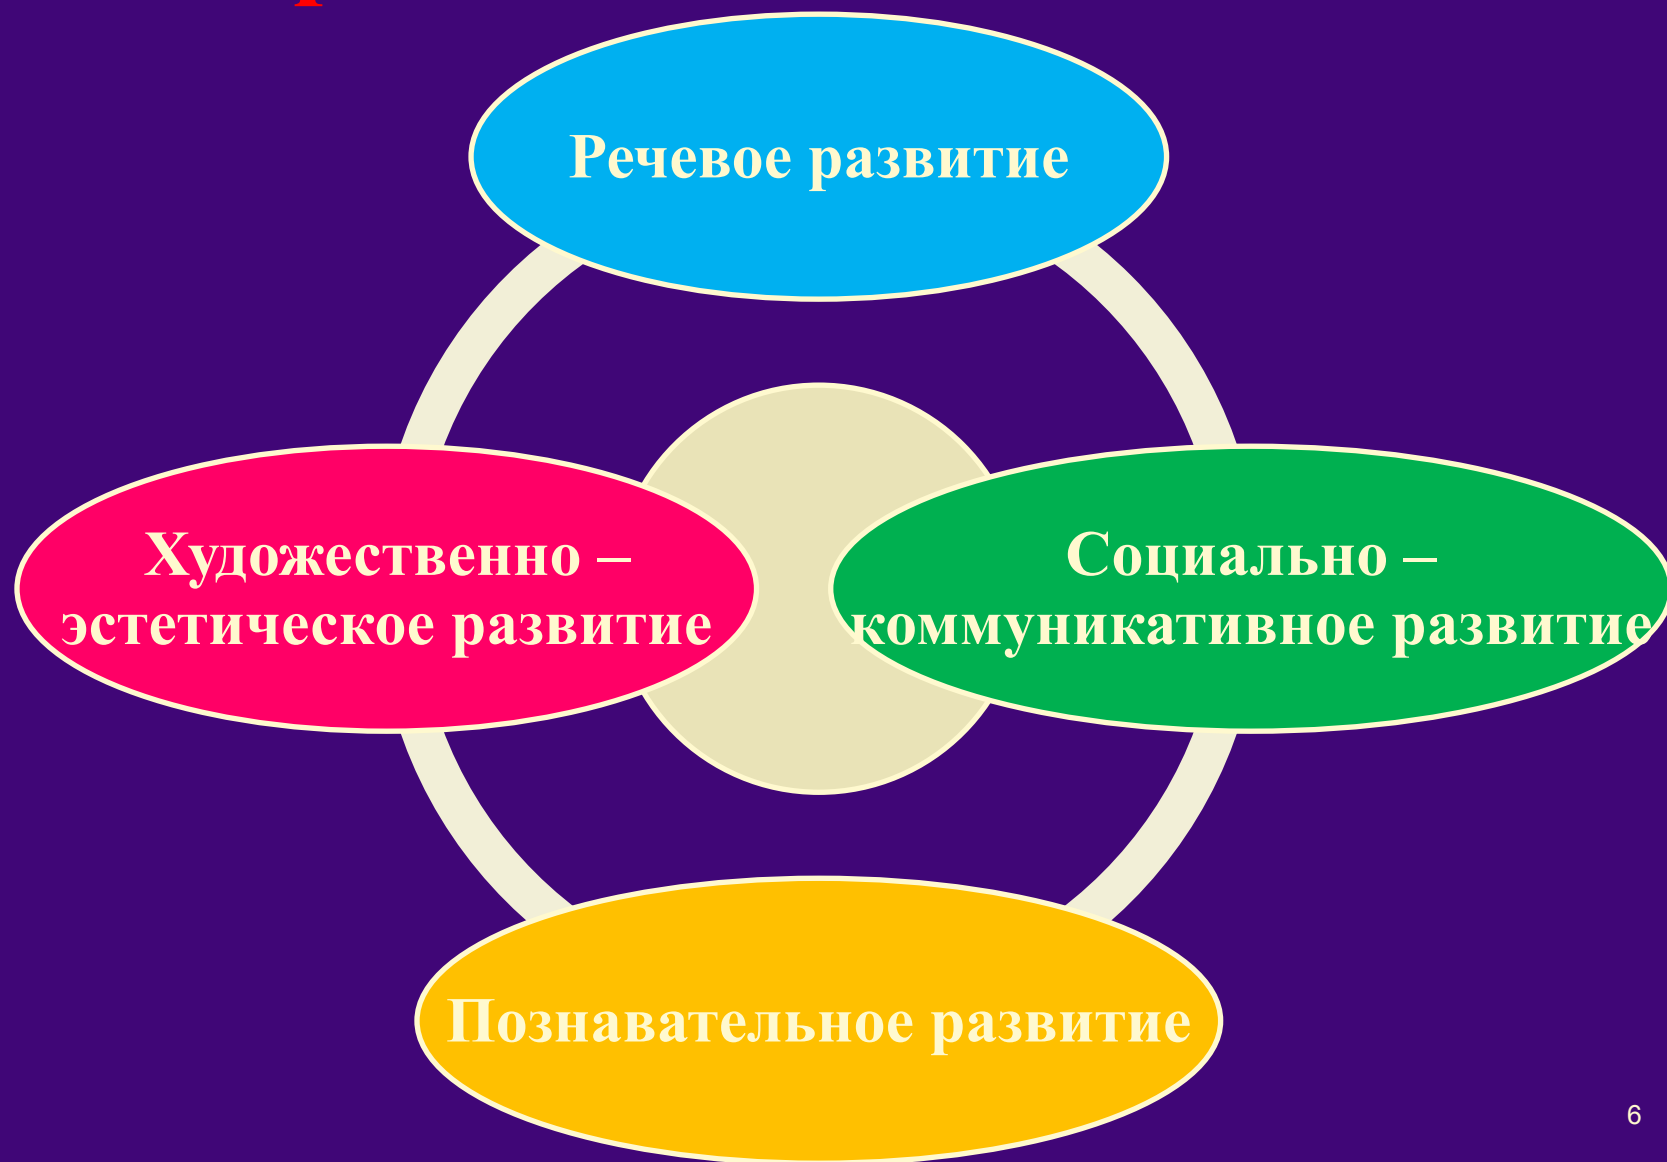 Речевое развитие
Художественно –
эстетическое развитие
Социально –
коммуникативное развитие
Познавательное развитие
6